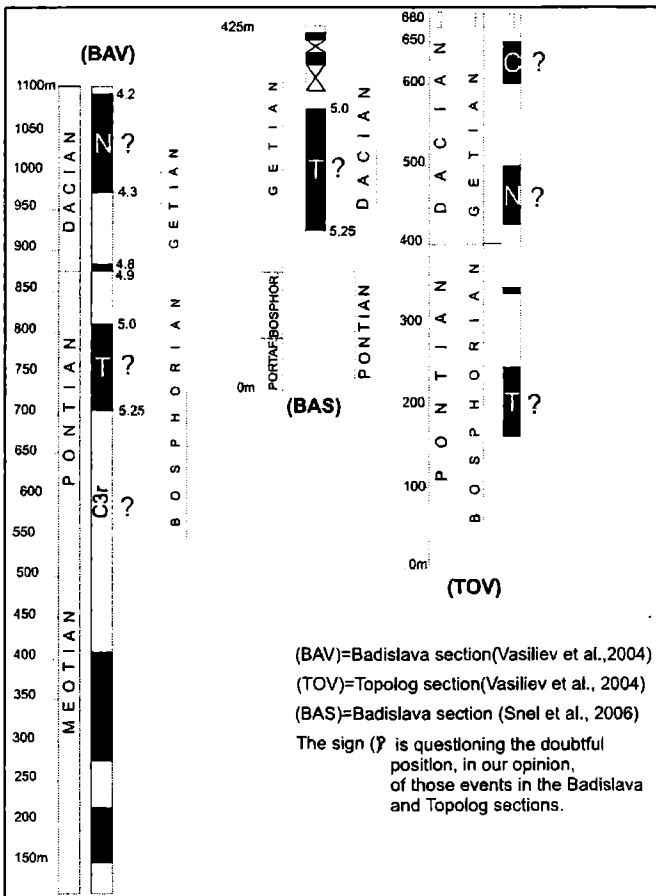 (BAV)
1100m
1050
1000
950
900
850
800
750
700
650
600
550
500
450
400
350
300
250
200
150m
DACIAN
PONTIAN
MEOTIAN
4.2
N ?
4.3
4.8
4.9
5.0
T ?
5.25
C3r ?
GETIAN
BOSPHORIAN
425m
0m
GETIAN
BOSPHOR.
PORTAF.
5.0
T ?
5.25
DACIAN
PONTIAN
(BAS)
680
650
600
500
400
300
200
100
0m
DACIAN
PONTIAN
GETIAN
BOSPHORIAN
C ?
N ?
T ?
(TOV)
(BAV)=Badislava section(Vasiliev et al.,2004)
(TOV)=Topolog section(Vasiliev et al., 2004)
(BAS)=Badislava section (Snel et al., 2006)
The sign (? is questioning the doubtful
position, in our opinion,
of those events in the Badislava
and Topolog sections.